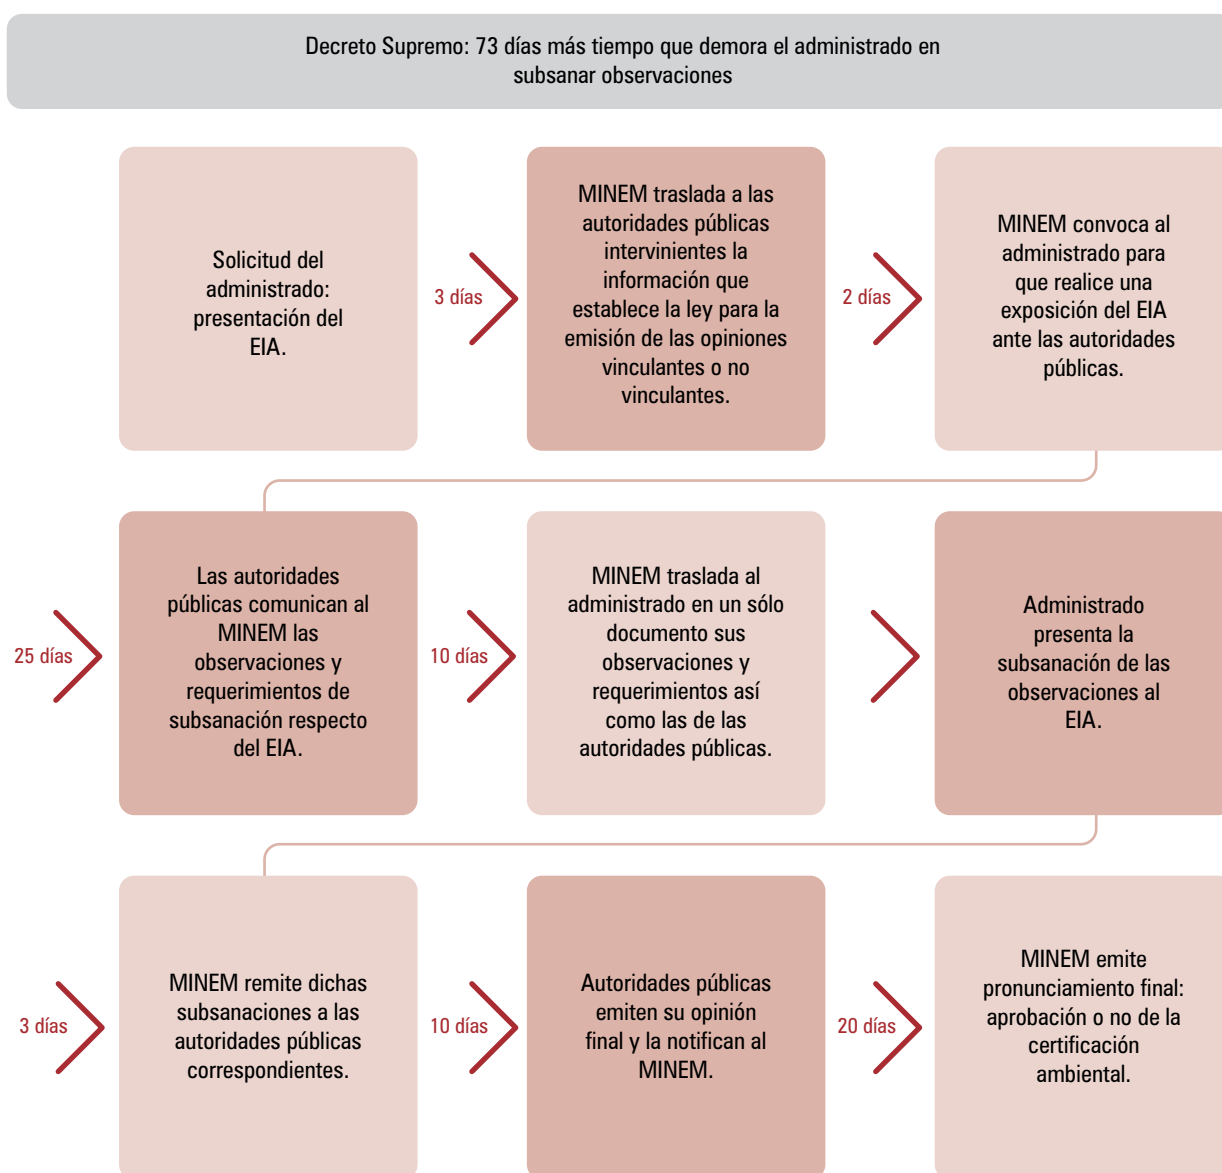 Decreto Supremo: 73 días más tiempo que demora el administrado en
subsanar observaciones
Solicitud del
administrado:
presentación del
EIA.
3 días
MINEM traslada a las
autoridades públicas
intervinientes la
información que
establece la ley para la
emisión de las opiniones
vinculantes o no
vinculantes.
2 días
MINEM convoca al
administrado para
que realice una
exposición del EIA
ante las autoridades
públicas.
25 días
Las autoridades
públicas comunican al
MINEM las
observaciones y
requerimientos de
subsanación respecto
del EIA.
10 días
MINEM traslada al
administrado en un sólo
documento sus
observaciones y
requerimientos así
como las de las
autoridades públicas.
Administrado
presenta la
subsanación de las
observaciones al
EIA.
3 días
MINEM remite dichas
subsanaciones a las
autoridades públicas
correspondientes.
10 días
Autoridades públicas
emiten su opinión
final y la notifican al
MINEM.
20 días
MINEM emite
pronunciamiento final:
aprobación o no de la
certificación
ambiental.